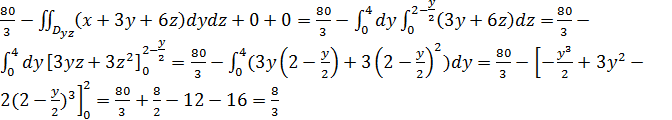 80/3 − ∬_{D_{yz}} (x + 3y + 6z)dydz + 0 + 0 = 80/3 − ∫_0^4 dy ∫_0^{2−y/2} (3y + 6z)dz = 80/3 −
∫_0^4 dy [3yz + 3z²]_0^{2−y/2} = 80/3 − ∫_0^4 (3y(2 − y/2) + 3(2 − y/2)²)dy = 80/3 − [−y³/2 + 3y² −
2(2 − y/2)³]_0^2 = 80/3 + 8/2 − 12 − 16 = 8/3